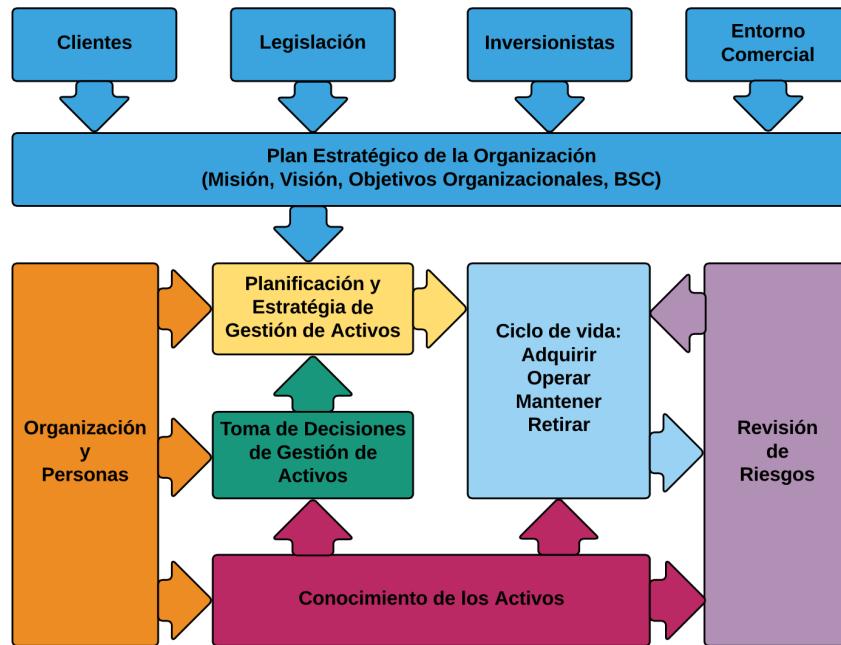 Clientes
Legislación
Inversionistas
Entorno
Comercial
Plan Estratégico de la Organización
(Misión, Visión, Objetivos Organizacionales, BSC)
Planificación y
Estratégia de
Gestión de Activos
Ciclo de vida:
Adquirir
Operar
Mantener
Retirar
Organización
y
Personas
Toma de Decisiones
de Gestión de
Activos
Revisión
de
Riesgos
Conocimiento de los Activos